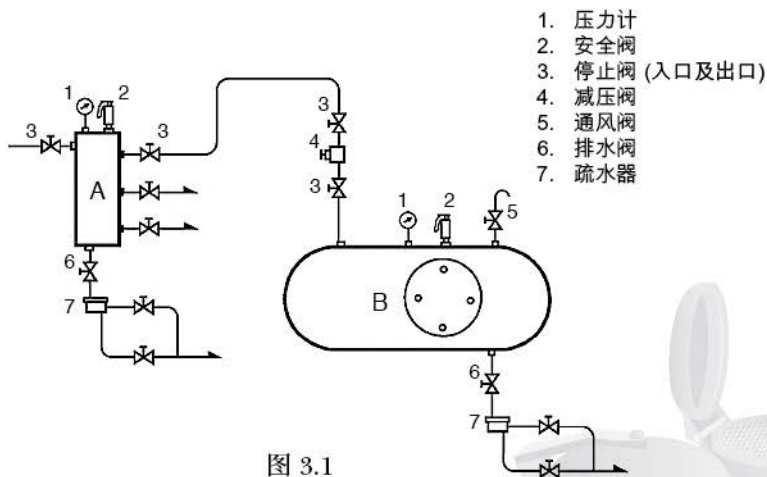 1. 压力计
2. 安全阀
3. 停止阀 (入口及出口)
4. 减压阀
5. 通风阀
6. 排水阀
7. 疏水器
1 2
3 3
A
6
7
3
4
3
1 2
5
B
6
7
图 3.1